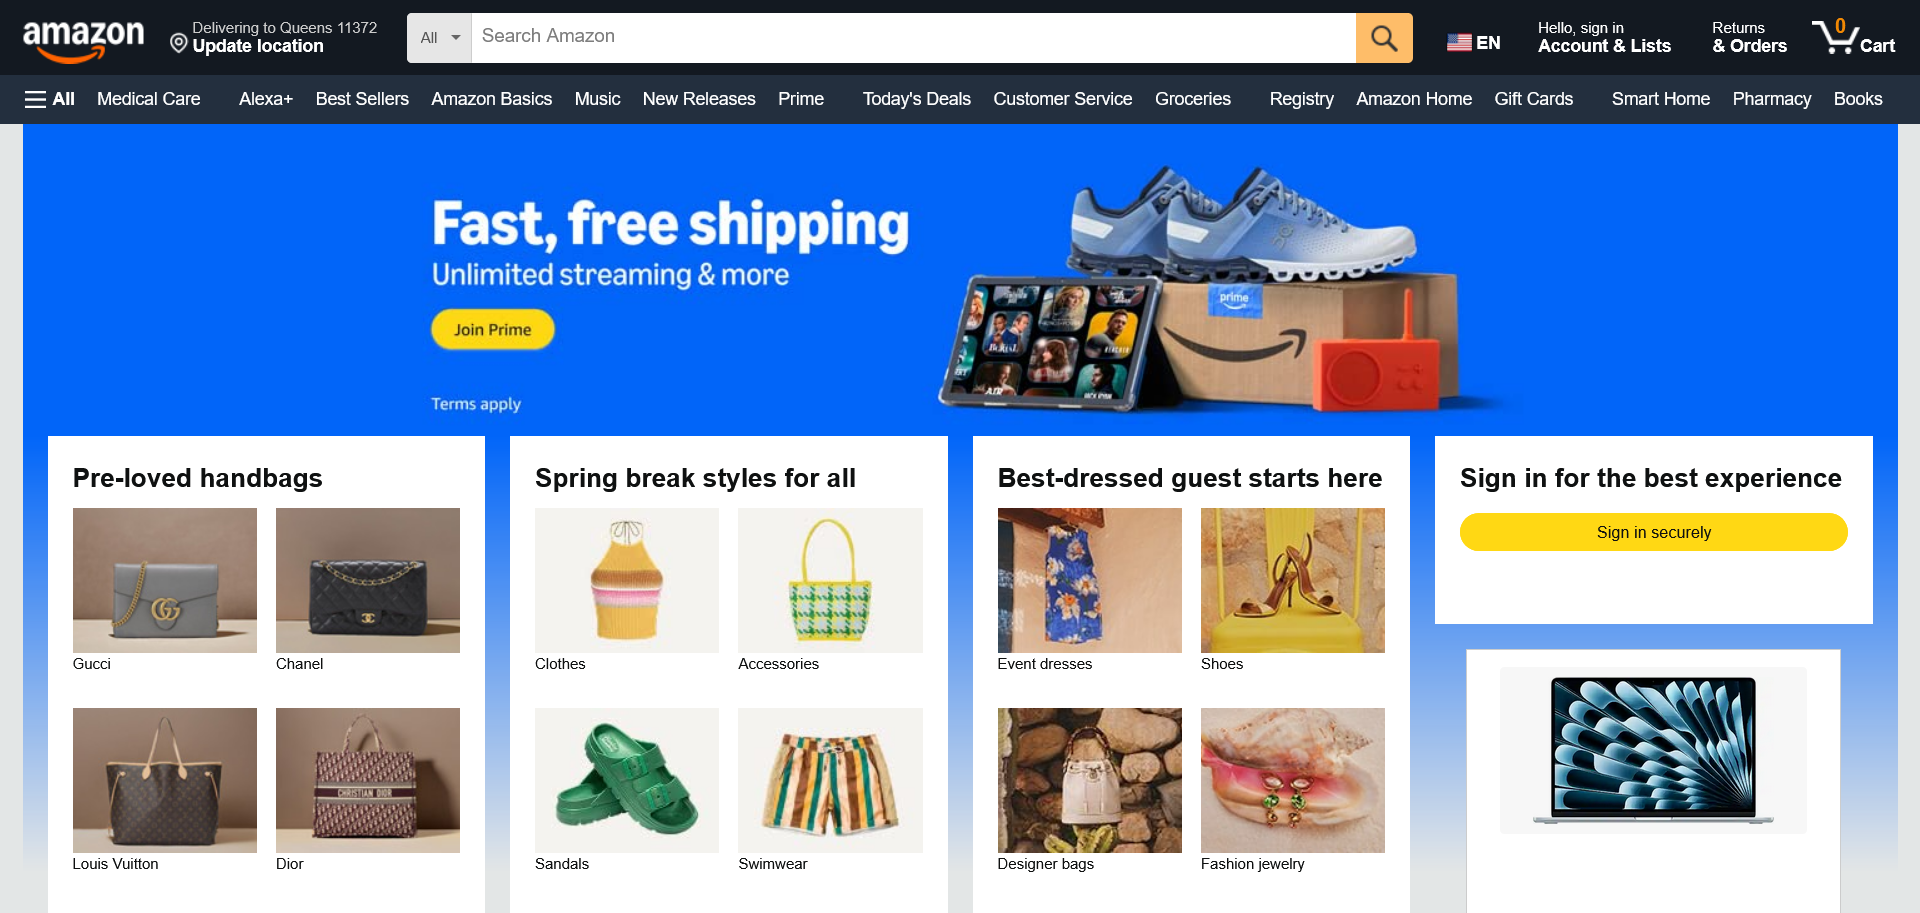 amazon
Delivering to Queens 11372
Update location
All
Search Amazon
EN
Hello, sign in
Account & Lists
Returns
& Orders
0
Cart
All
Medical Care
Alexa+
Best Sellers
Amazon Basics
Music
New Releases
Prime
Today's Deals
Customer Service
Groceries
Registry
Amazon Home
Gift Cards
Smart Home
Pharmacy
Books
Fast, free shipping
Unlimited streaming & more
Join Prime
Terms apply
prime
Pre-loved handbags
Gucci
Chanel
Louis Vuitton
CHRISTIAN DIOR
Dior
Spring break styles for all
Clothes
Accessories
Sandals
Swimwear
Best-dressed guest starts here
Event dresses
Shoes
Designer bags
Fashion jewelry
Sign in for the best experience
Sign in securely